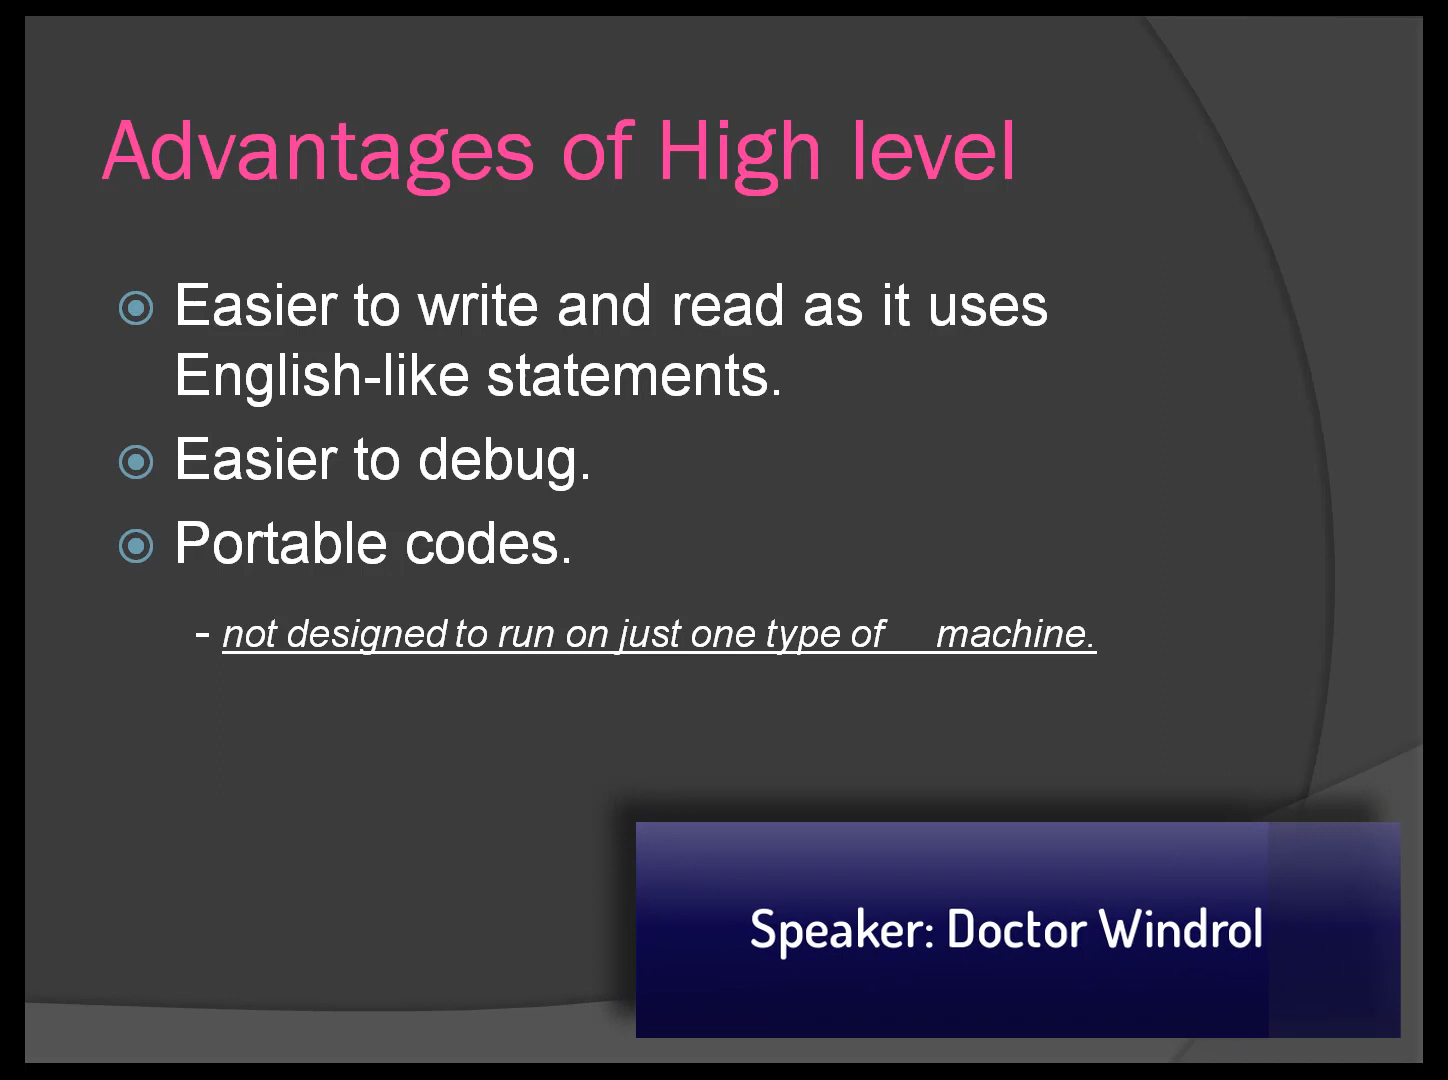 Advantages of High level
Easier to write and read as it uses
English-like statements.
Easier to debug.
Portable codes.
- not designed to run on just one type of machine.
Speaker: Doctor Windrol